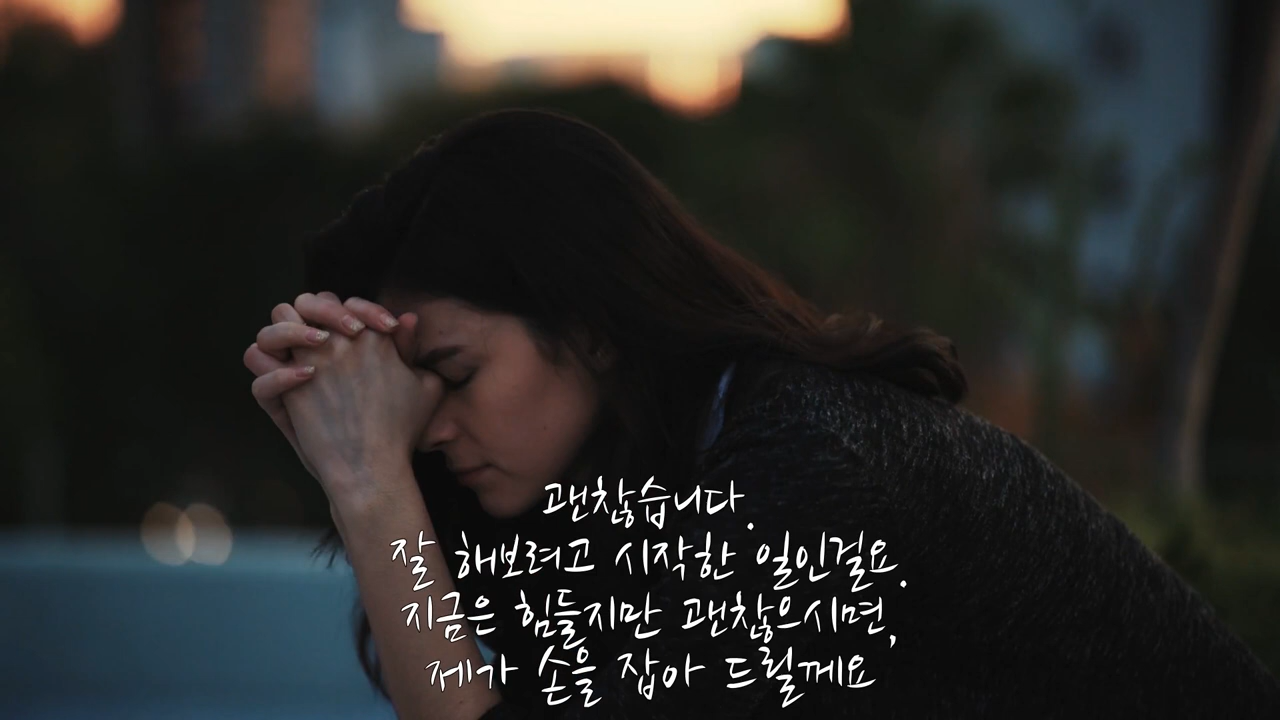 괜찮습니다.
잘 해보려고 시작한 일인걸요.
지금은 힘들지만 괜찮으시면,
제가 손을 잡아 드릴께요